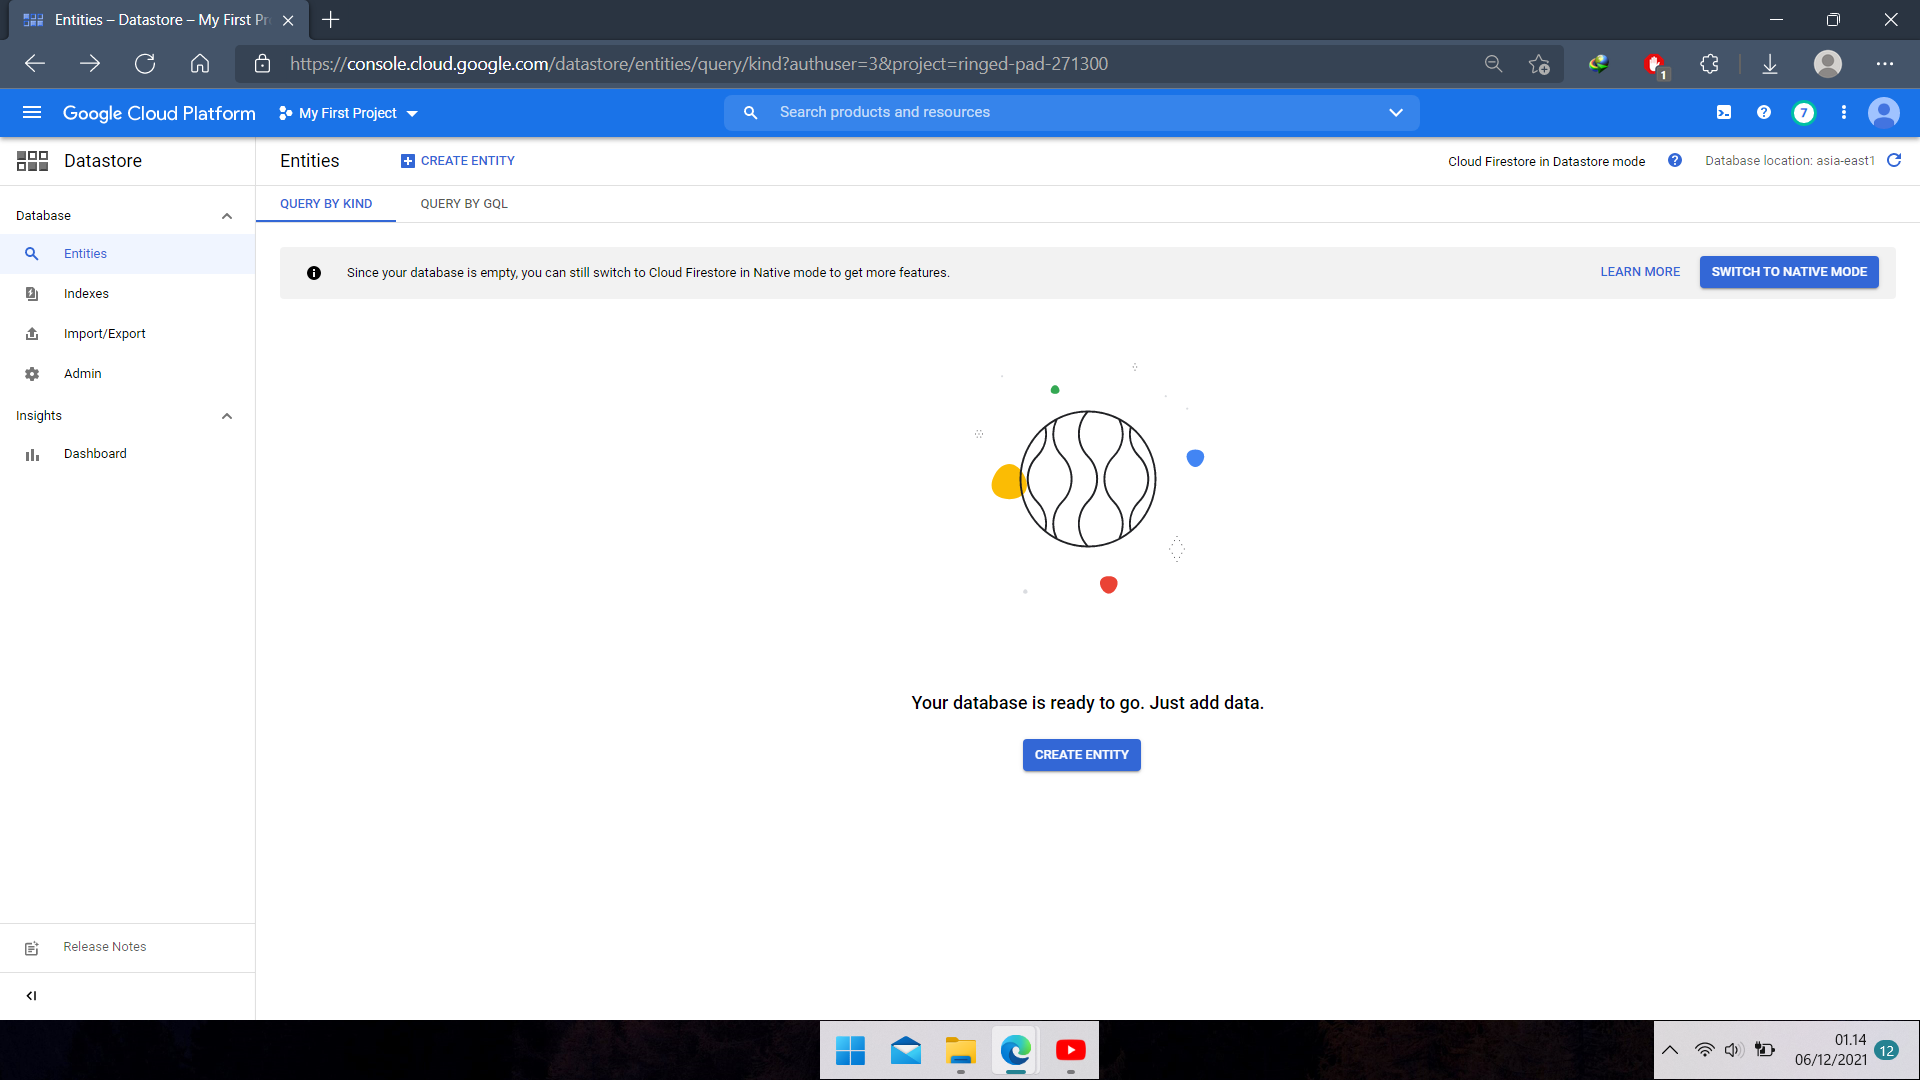 Entities – Datastore – My First Pr
https://console.cloud.google.com/datastore/entities/query/kind?authuser=3&project=ringed-pad-271300
1
Google Cloud Platform
My First Project
Search products and resources
7
Datastore
Entities
CREATE ENTITY
Cloud Firestore in Datastore mode
Database location: asia-east1
Database
Entities
Indexes
Import/Export
Admin
Insights
Dashboard
QUERY BY KIND
QUERY BY GQL
Since your database is empty, you can still switch to Cloud Firestore in Native mode to get more features.
LEARN MORE
SWITCH TO NATIVE MODE
Your database is ready to go. Just add data.
CREATE ENTITY
Release Notes
01.14
06/12/2021
12